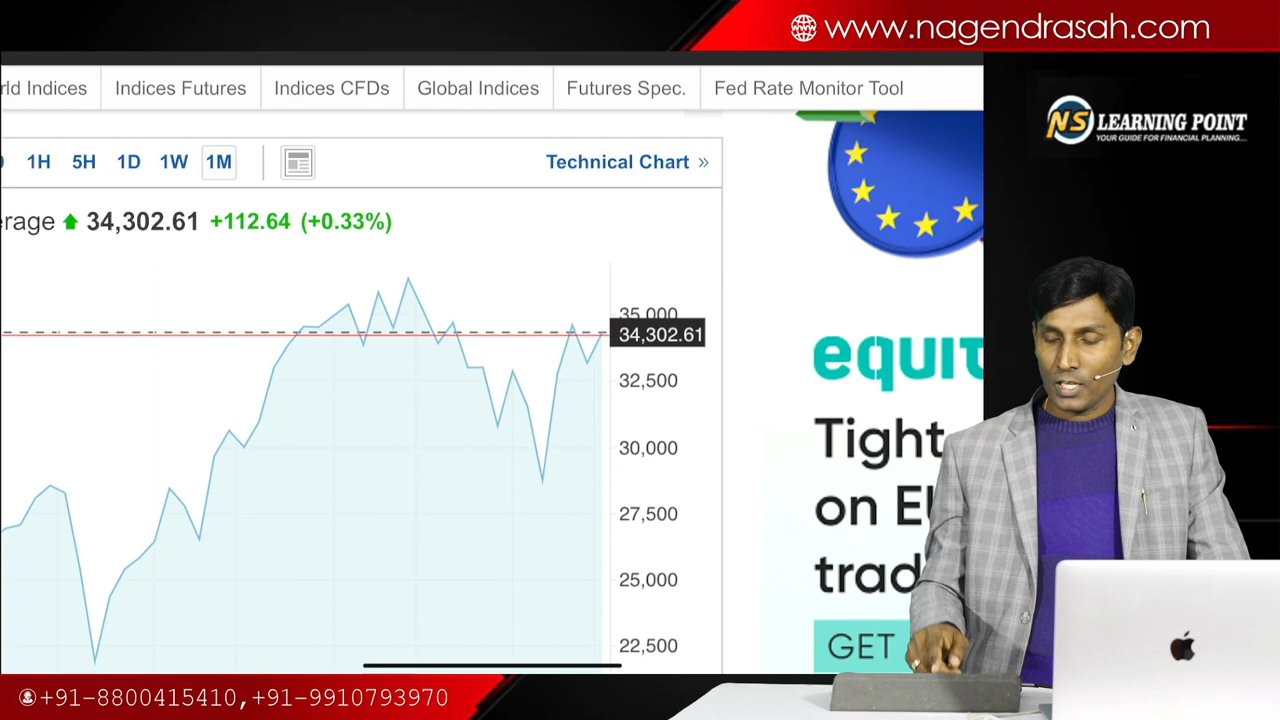 www.nagendrasah.com
rld Indices
Indices Futures
Indices CFDs
Global Indices
Futures Spec.
Fed Rate Monitor Tool
NS LEARNING POINT
YOUR GUIDE FOR FINANCIAL PLANNING....
1H 5H 1D 1W 1M
Technical Chart »
erage 34,302.61 +112.64 (+0.33%)
35,000
34,302.61
32,500
30,000
27,500
25,000
22,500
equit
Tight
on E
trad
GET
+91-8800415410,+91-9910793970